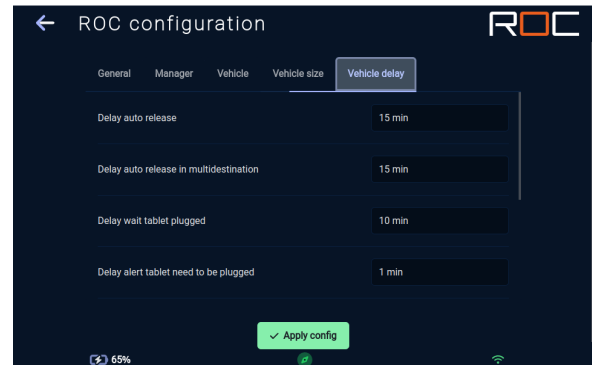 ROC configuration
ROC
General Manager Vehicle Vehicle size Vehicle delay
Delay auto release 15 min
Delay auto release in multidestination 15 min
Delay wait tablet plugged 10 min
Delay alert tablet need to be plugged 1 min
Apply config
65%